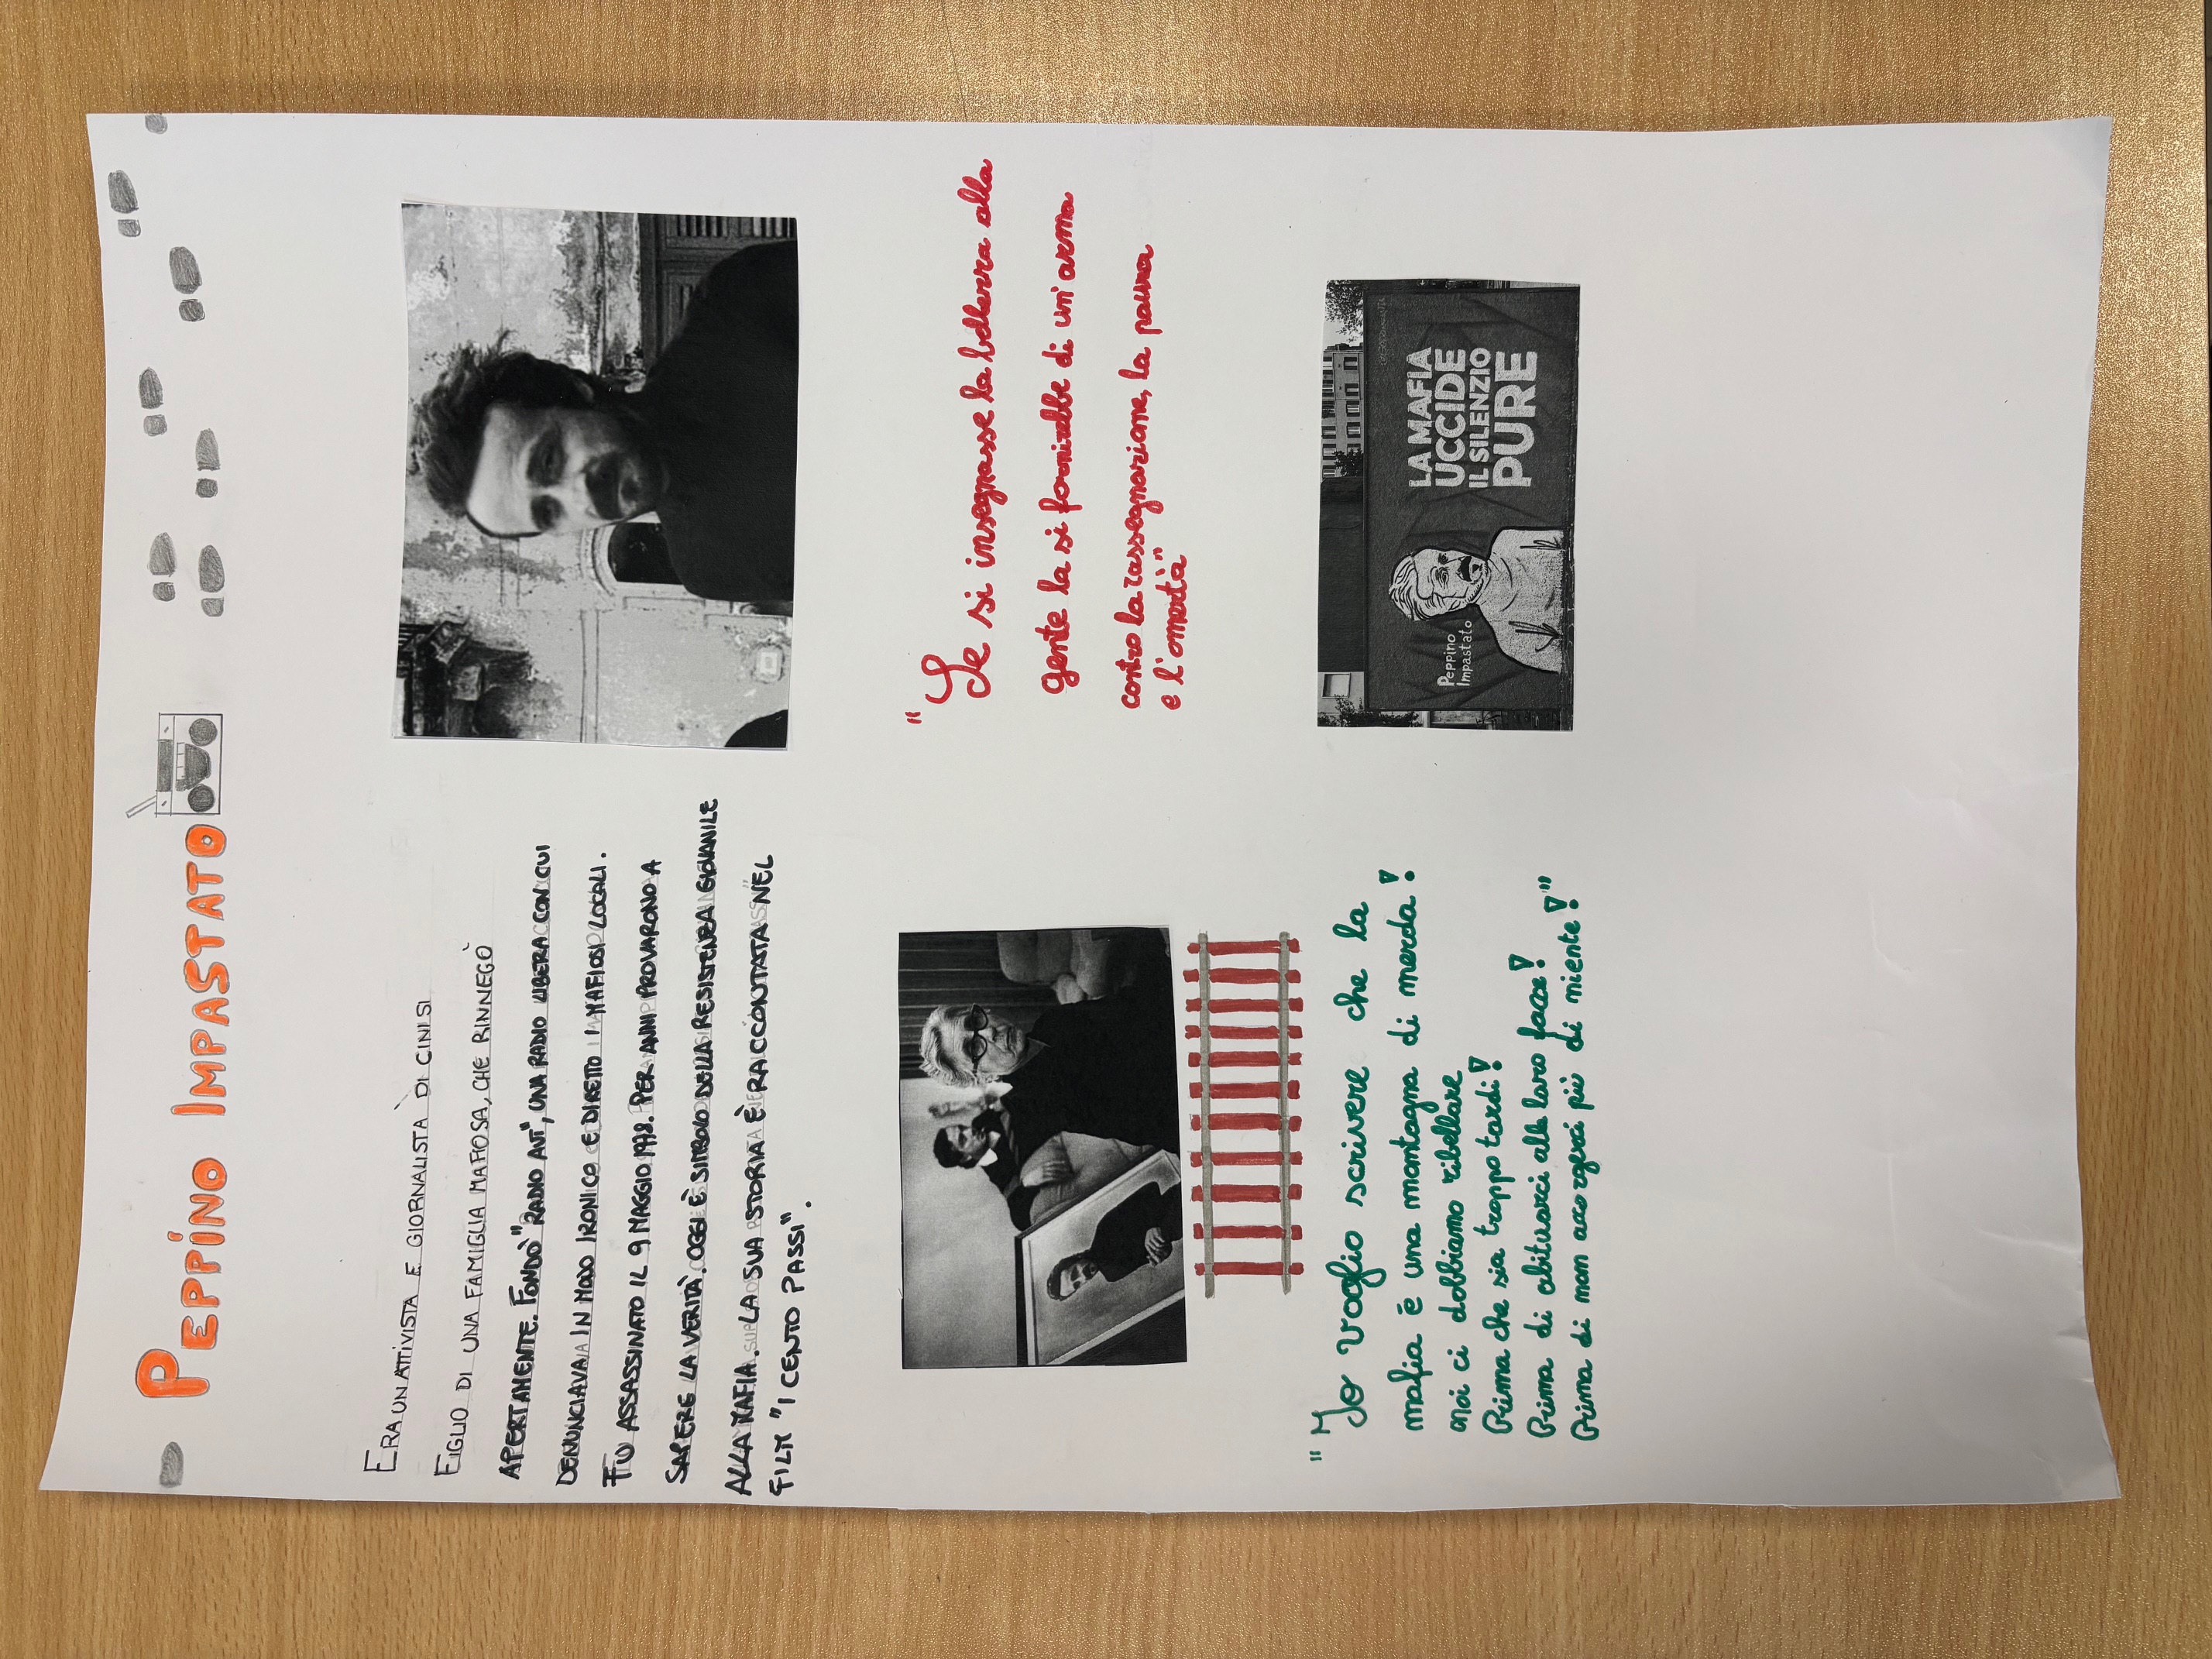 PEPPINO IMPASTATO
ERA UN ATTIVISTA E GIORNALISTA DI CINISI
FIGLIO DI UNA FAMIGLIA MAFIOSA, CHE RINNEGÒ
APERTAMENTE. FONDÒ "RADIO AUT", UNA RADIO LIBERA CON CUI
DENUNCIAVA IN MODO IRONICO E DIRETTO I MAFIOSI LOCALI.
FU ASSASSINATO IL 9 MAGGIO 1978. PER ANNI PROVARONO A
SAPERE LA VERITÀ. OGGI È SIMBOLO DELLA RESISTENZA GIOVANILE
ALLA MAFIA. LA SUA STORIA È RACCONTATA NEL
FILM "I CENTO PASSI".
"Se si insegnasse la bellezza alla
gente la si fornirebbe di un'arma
contro la rassegnazione, la paura
e l'omertà"
"Io voglio scrivere che la
mafia è una montagna di merda!
noi ci dobbiamo ribellare
Prima che sia troppo tardi!
Prima di abituarci alle loro facce!
Prima di non accorgerci più di niente!"
Peppino
Impastato
LA MAFIA
UCCIDE
IL SILENZIO
PURE